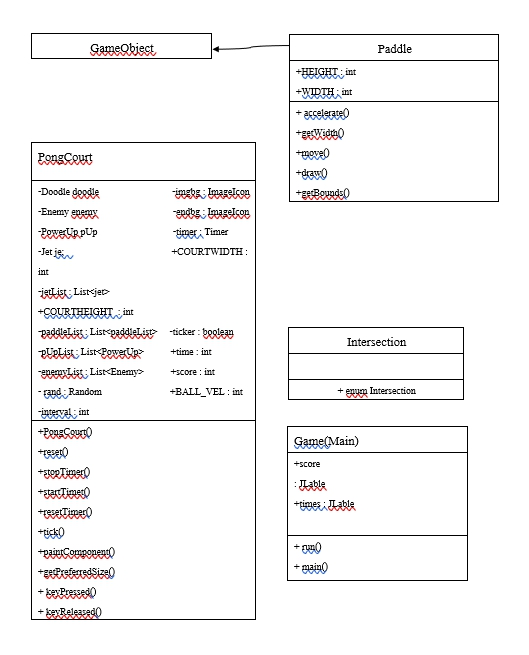 GameObject
Paddle
+HEIGHT : int
+WIDTH : int
+ accelerate()
+getWidth()
+move()
+draw()
+getBounds()
PongCourt
-Doodle doodle -imgbg : ImageIcon
-Enemy enemy -endbg : ImageIcon
-PowerUp pUp -timer : Timer
-Jet je; +COURTWIDTH :
int
-jetList : List<jet>
+COURTHEIGHT : int
-paddleList : List<paddleList> -ticker : boolean
-pUpList : List<PowerUp> +time : int
-enemyList : List<Enemy> +score : int
- rand : Random +BALL_VEL : int
-interval : int
+PongCourt()
+reset()
+stopTimer()
+startTimet()
+resetTimer()
+tick()
+paintComponent()
+getPreferredSize()
+ keyPressed()
+ keyReleased()
Intersection
+ enum Intersection
Game(Main)
+score
: JLable
+times : JLable
+ run()
+ main()